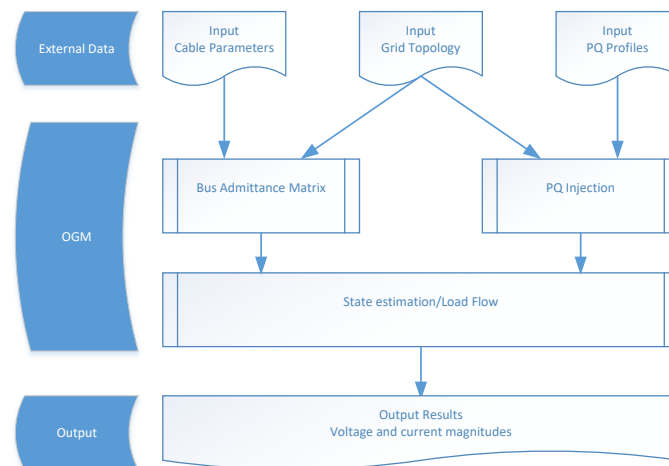 External Data
Input
Cable Parameters
Input
Grid Topology
Input
PQ Profiles
OGM
Bus Admittance Matrix
PQ Injection
State estimation/Load Flow
Output
Output Results
Voltage and current magnitudes